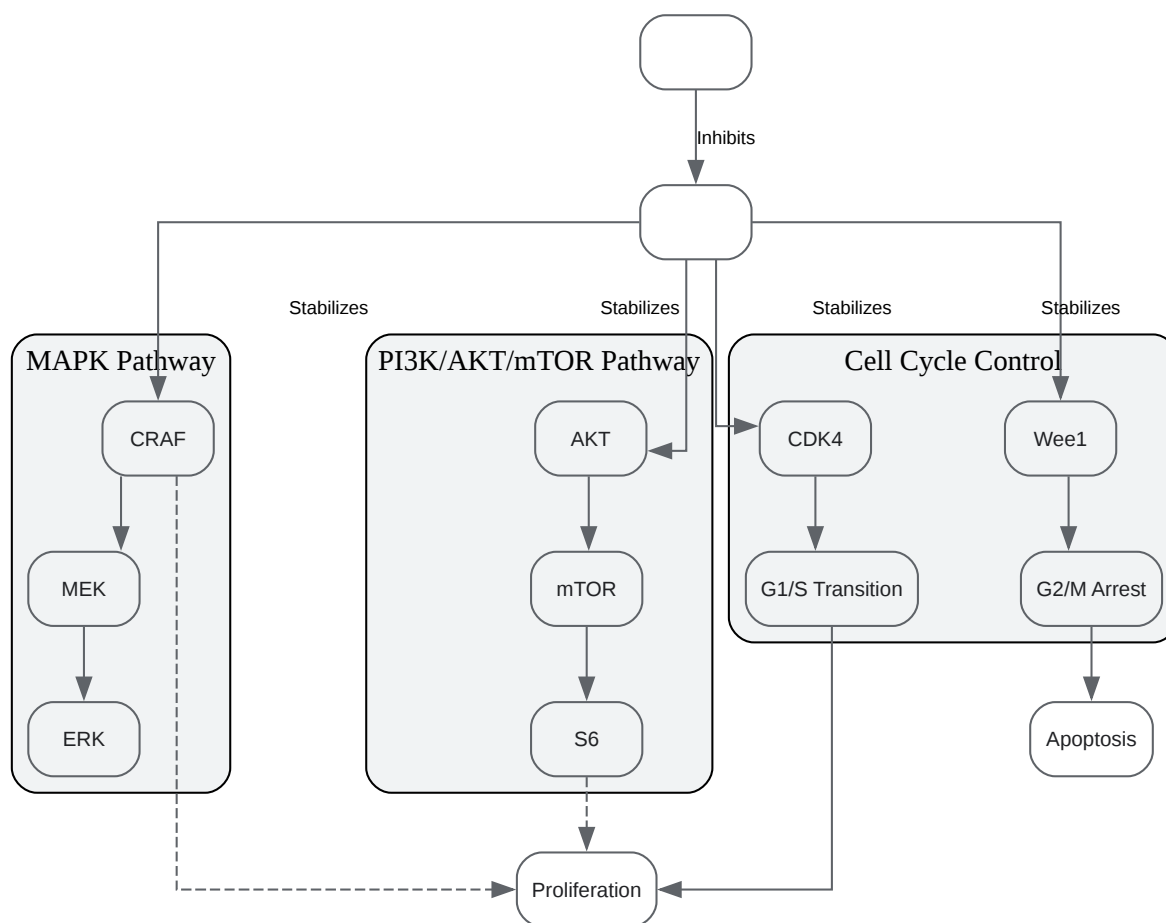 Inhibits
Stabilizes Stabilizes Stabilizes Stabilizes
MAPK Pathway PI3K/AKT/mTOR Pathway Cell Cycle Control
CRAF AKT CDK4 Wee1
MEK mTOR G1/S Transition G2/M Arrest
ERK S6 Apoptosis
Proliferation